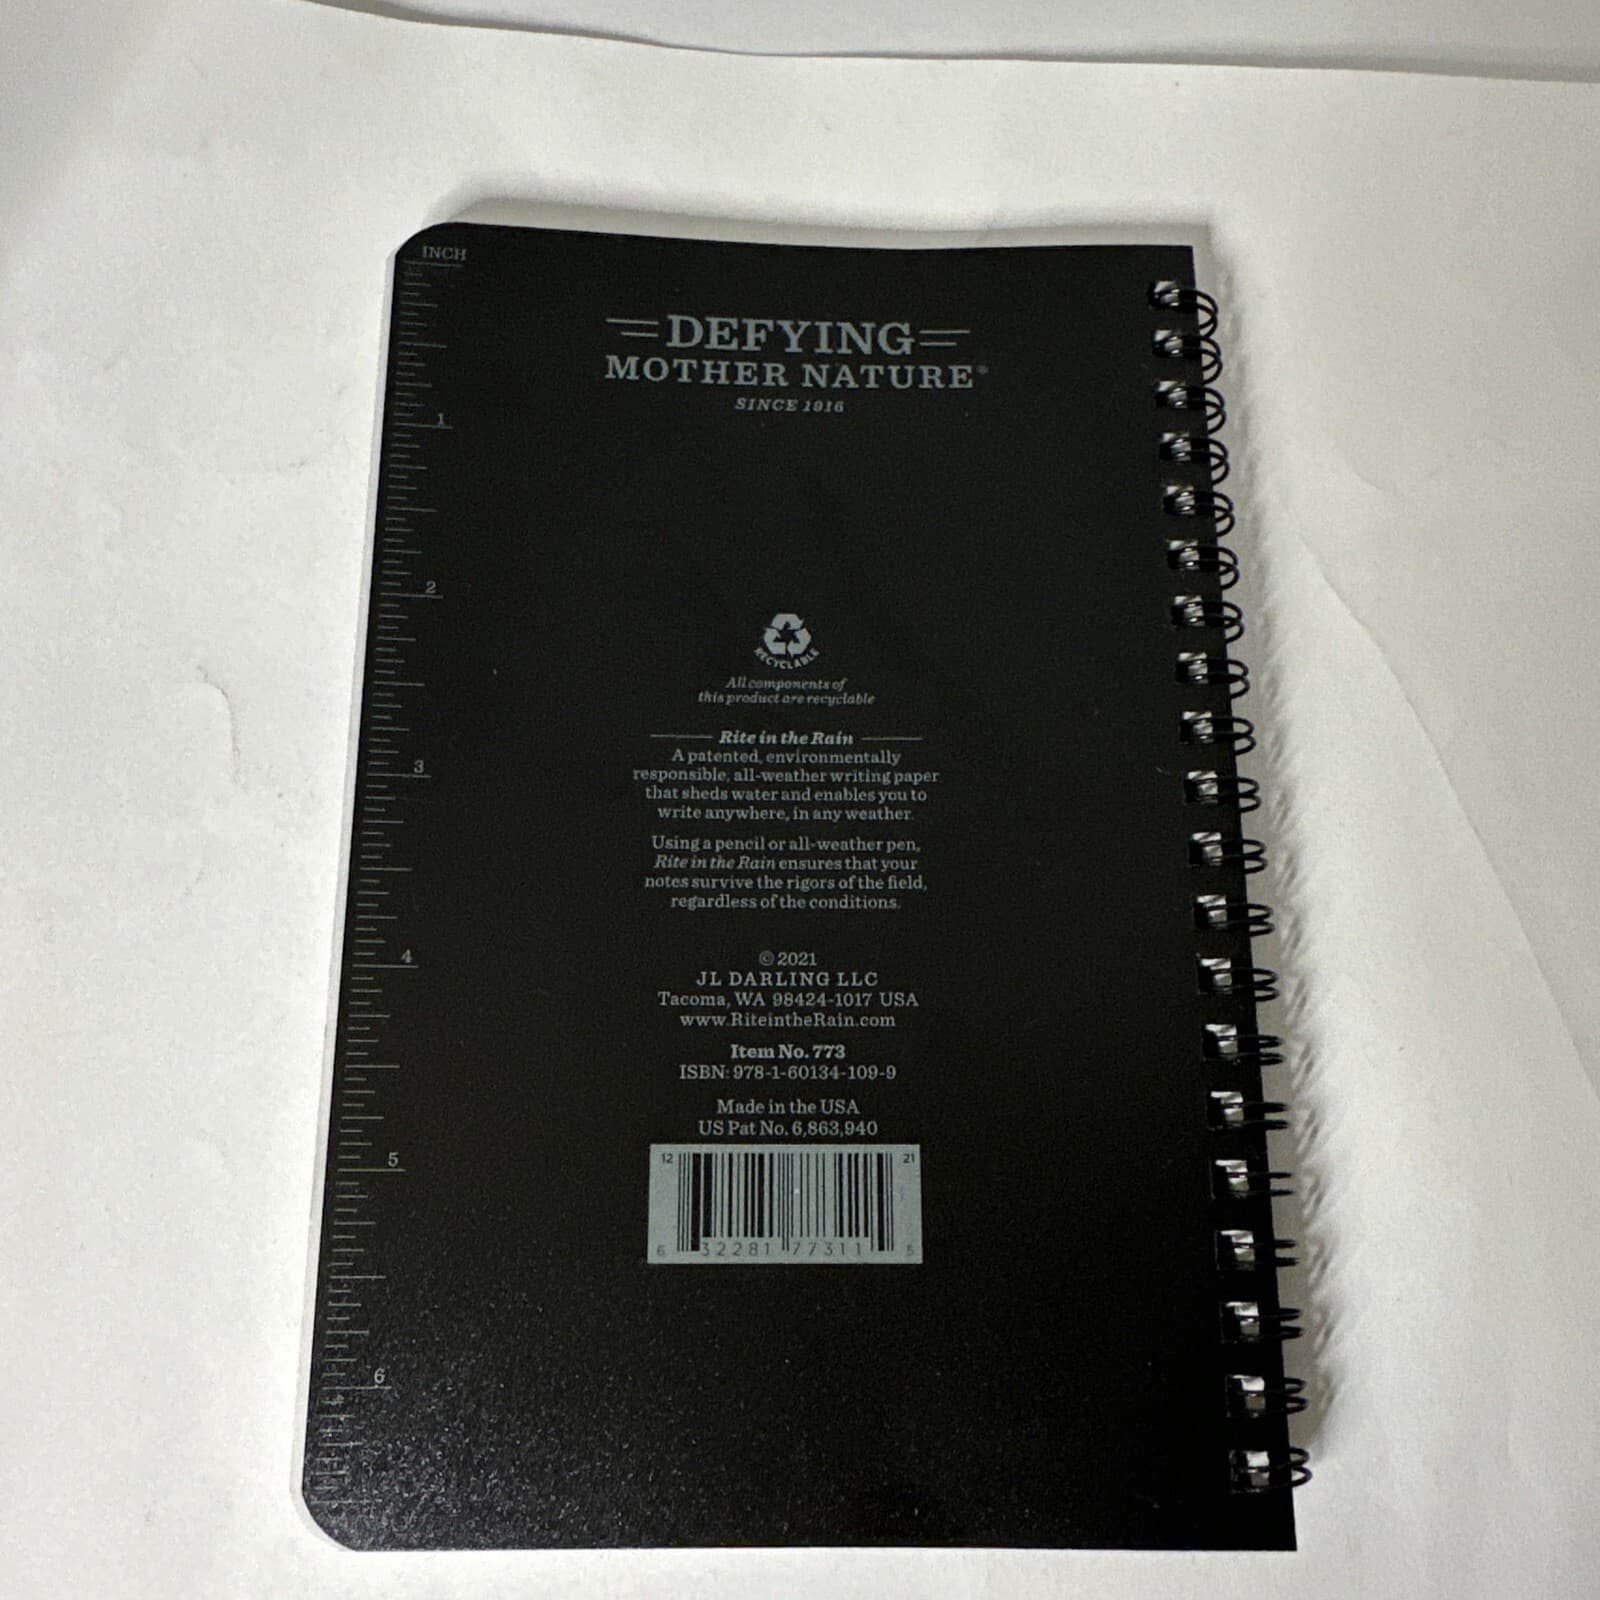 INCH
DEFYING
MOTHER NATURE®
SINCE 1916
1
2
RECYCLABLE
All components of
this product are recyclable
Rite in the Rain
A patented, environmentally
responsible, all-weather writing paper
that sheds water and enables you to
write anywhere, in any weather.
Using a pencil or all-weather pen,
Rite in the Rain ensures that your
notes survive the rigors of the field,
regardless of the conditions.
3
4
© 2021
JL DARLING LLC
Tacoma, WA 98424-1017 USA
www.RiteintheRain.com
Item No. 773
ISBN: 978-1-60134-109-9
Made in the USA
US Pat No. 6,863,940
5
12 21
6 32281 77311 5
6